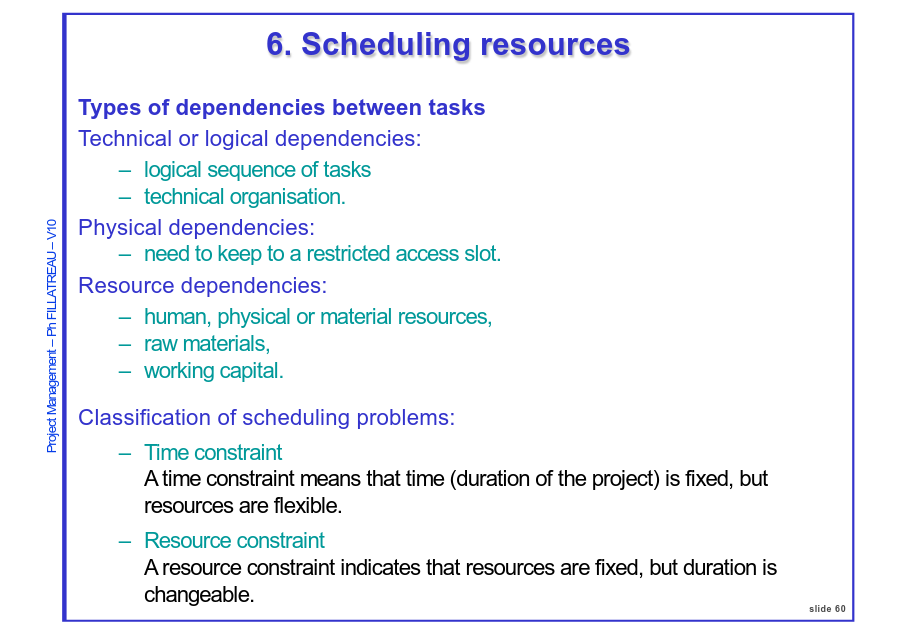 6. Scheduling resources
Types of dependencies between tasks
Technical or logical dependencies:
– logical sequence of tasks
– technical organisation.
Physical dependencies:
– need to keep to a restricted access slot.
Resource dependencies:
– human, physical or material resources,
– raw materials,
– working capital.
Classification of scheduling problems:
– Time constraint
A time constraint means that time (duration of the project) is fixed, but
resources are flexible.
– Resource constraint
A resource constraint indicates that resources are fixed, but duration is
changeable.
slide 60
Project Management – Ph FILLATREAU – V10